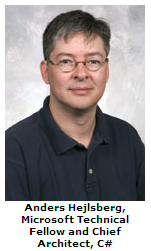 Anders Hejlsberg,
Microsoft Technical
Fellow and Chief
Architect, C#